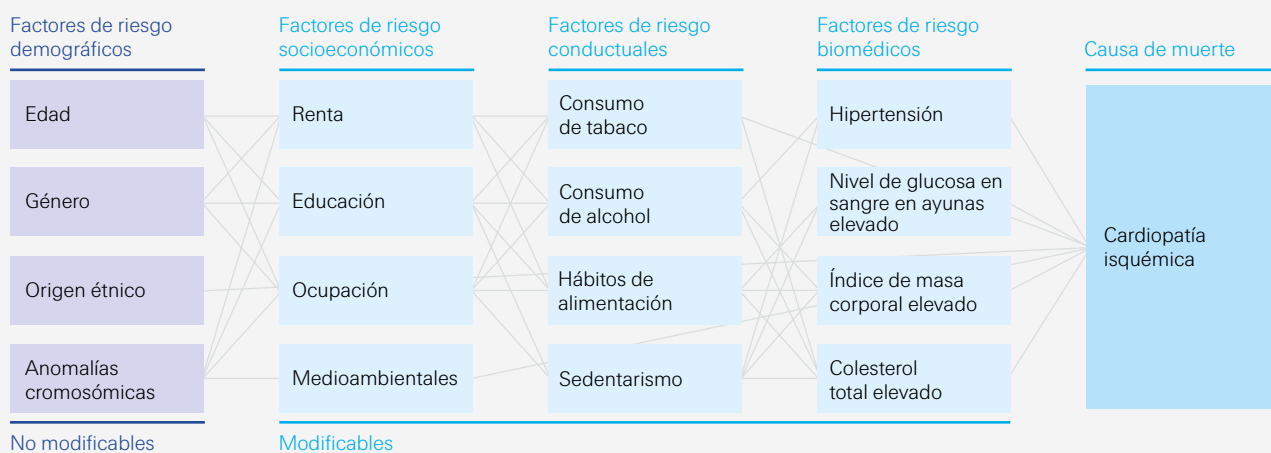 Factores de riesgo
demográficos
Factores de riesgo
socioeconómicos
Factores de riesgo
conductuales
Factores de riesgo
biomédicos
Causa de muerte
Edad
Género
Origen étnico
Anomalías
cromosómicas
Renta
Educación
Ocupación
Medioambientales
Consumo
de tabaco
Consumo
de alcohol
Hábitos de
alimentación
Sedentarismo
Hipertensión
Nivel de glucosa en
sangre en ayunas
elevado
Índice de masa
corporal elevado
Colesterol
total elevado
Cardiopatía
isquémica
No modificables
Modificables